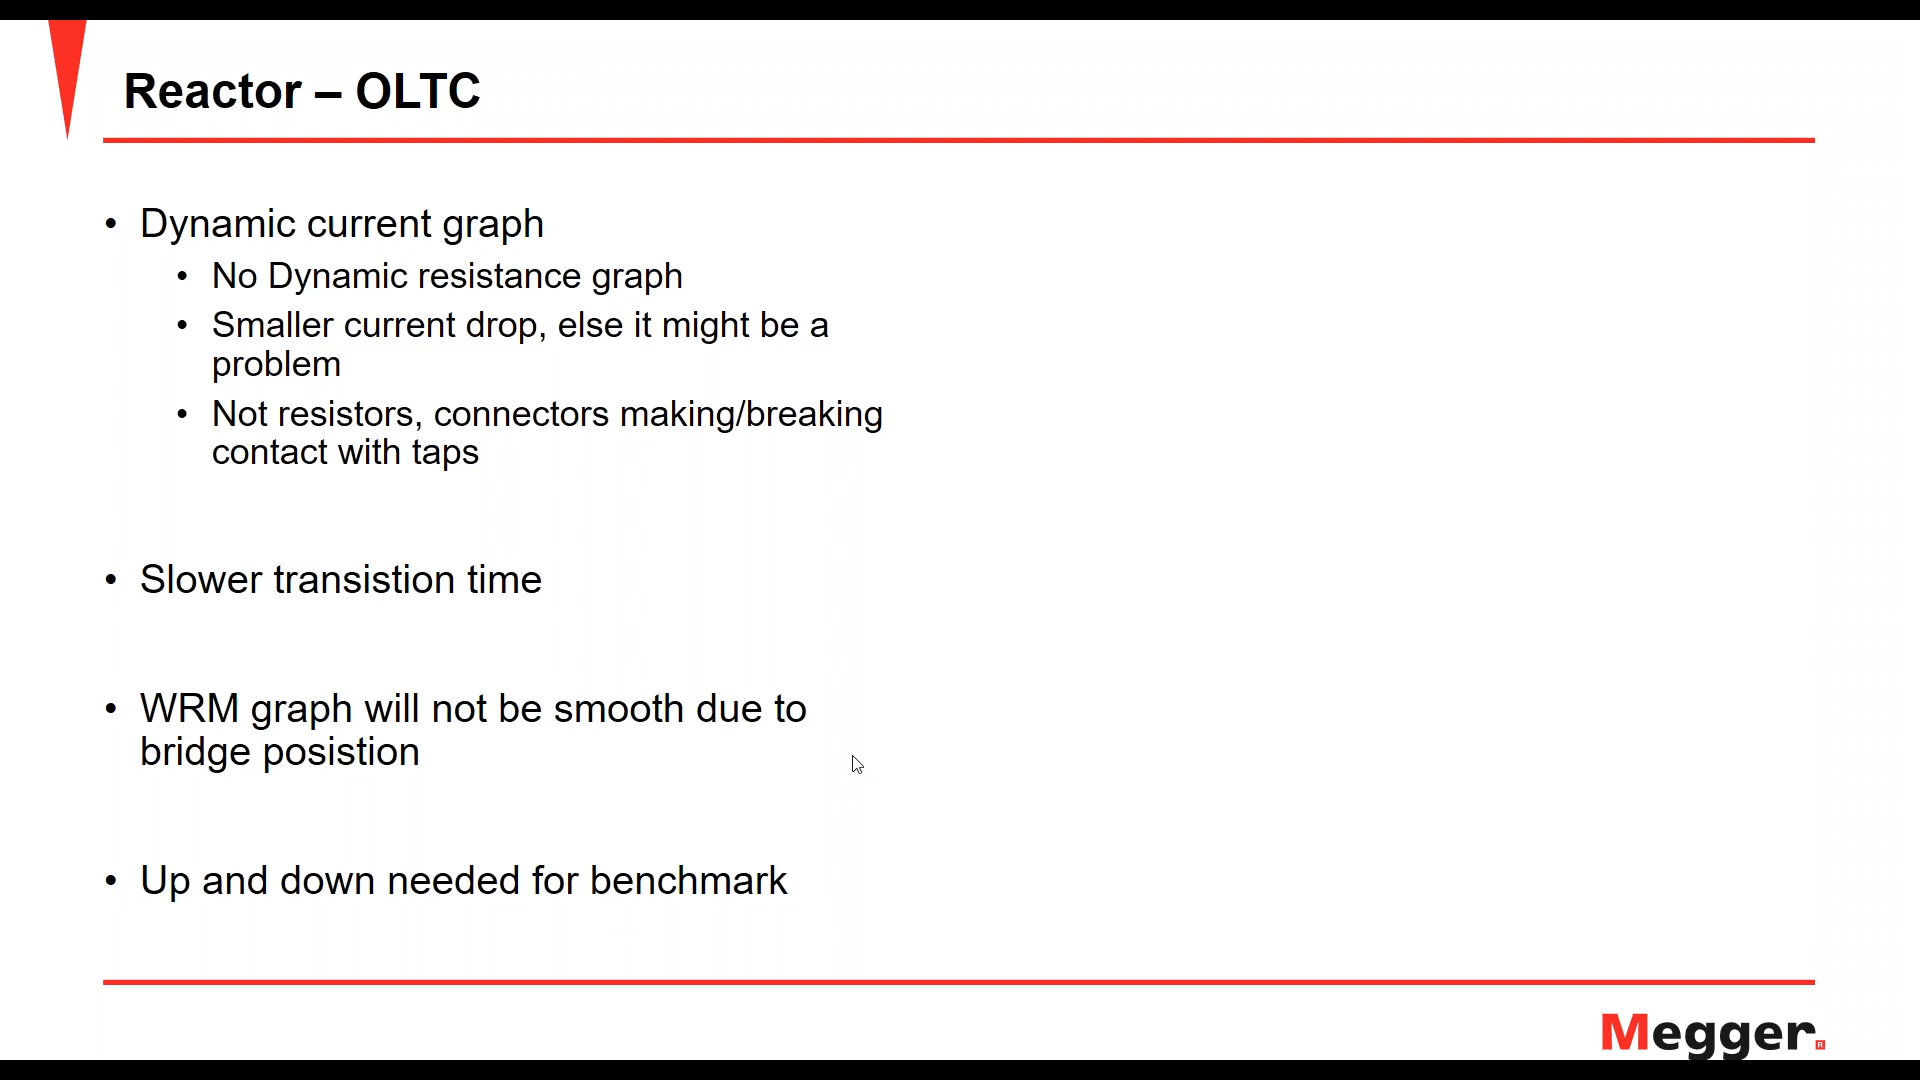 Reactor – OLTC
• Dynamic current graph
• No Dynamic resistance graph
• Smaller current drop, else it might be a
problem
• Not resistors, connectors making/breaking
contact with taps
• Slower transistion time
• WRM graph will not be smooth due to
bridge posistion
• Up and down needed for benchmark
Megger.